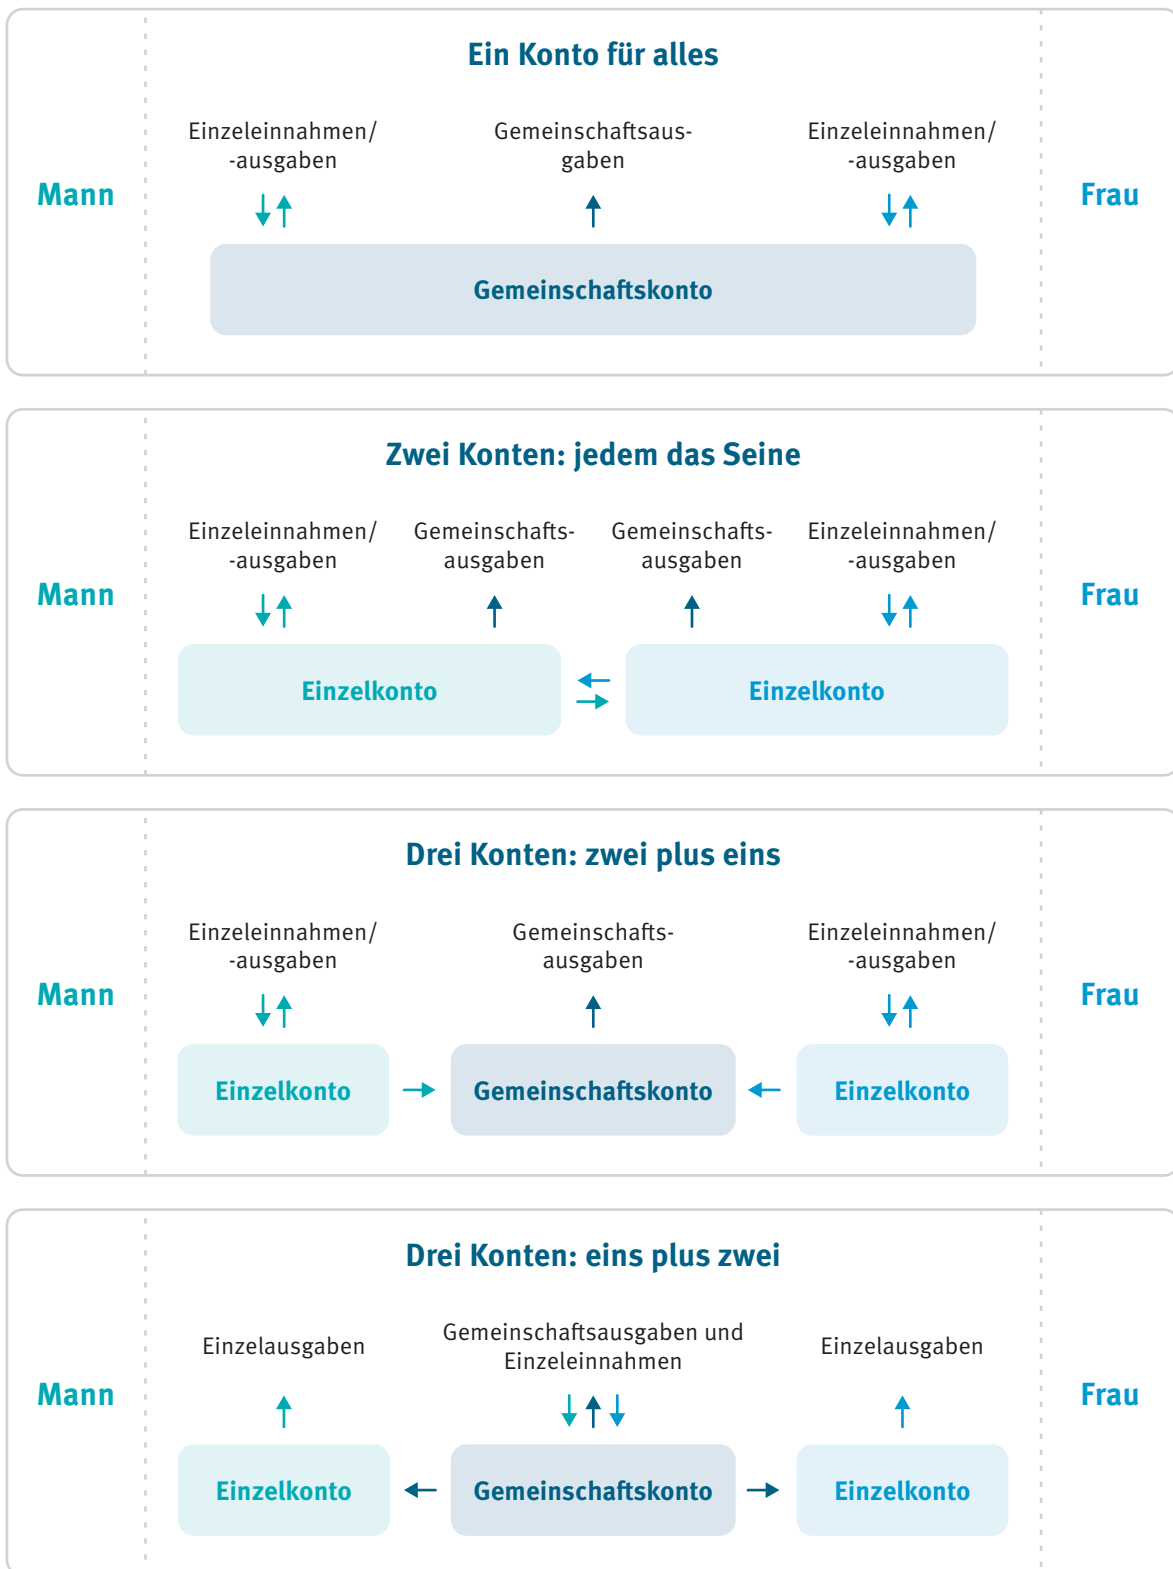 Ein Konto für alles
Einzeleinnahmen/
-ausgaben
Gemeinschaftsaus-
gaben
Einzeleinnahmen/
-ausgaben
Mann
Frau
Gemeinschaftskonto
Zwei Konten: jedem das Seine
Einzeleinnahmen/
-ausgaben
Gemeinschafts-
ausgaben
Gemeinschafts-
ausgaben
Einzeleinnahmen/
-ausgaben
Mann
Frau
Einzelkonto
Einzelkonto
Drei Konten: zwei plus eins
Einzeleinnahmen/
-ausgaben
Gemeinschafts-
ausgaben
Einzeleinnahmen/
-ausgaben
Mann
Frau
Einzelkonto
Gemeinschaftskonto
Einzelkonto
Drei Konten: eins plus zwei
Einzelausgaben
Gemeinschaftsausgaben und
Einzeleinnahmen
Einzelausgaben
Mann
Frau
Einzelkonto
Gemeinschaftskonto
Einzelkonto